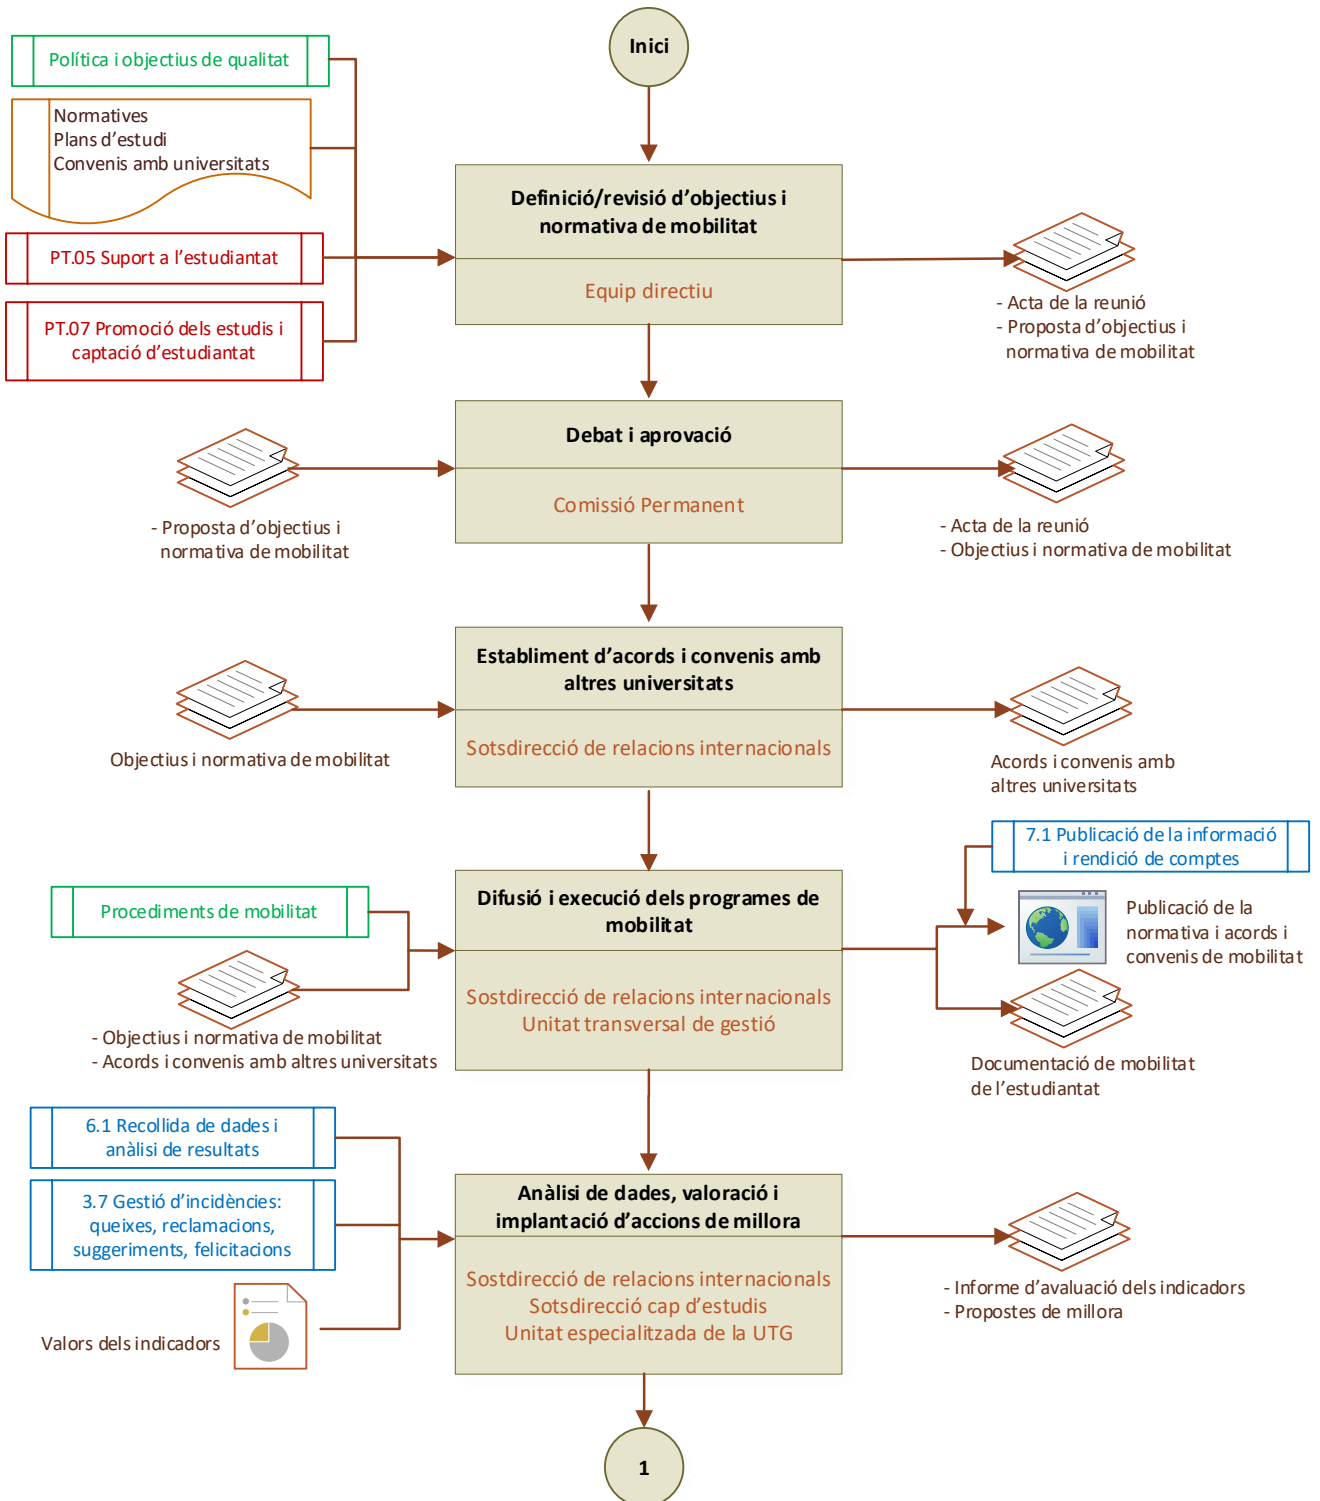 Inici
Política i objectius de qualitat
Normatives
Plans d'estudi
Convenis amb universitats
PT.05 Suport a l'estudiantat
PT.07 Promoció dels estudis i
captació d'estudiantat
Definició/revisió d'objectius i
normativa de mobilitat
Equip directiu
- Acta de la reunió
- Proposta d'objectius i
normativa de mobilitat
- Proposta d'objectius i
normativa de mobilitat
Debat i aprovació
Comissió Permanent
- Acta de la reunió
- Objectius i normativa de mobilitat
Objectius i normativa de mobilitat
Establiment d'acords i convenis amb
altres universitats
Sotsdirecció de relacions internacionals
Acords i convenis amb
altres universitats
Procediments de mobilitat
- Objectius i normativa de mobilitat
- Acords i convenis amb altres universitats
Difusió i execució dels programes de
mobilitat
Sostdirecció de relacions internacionals
Unitat transversal de gestió
7.1 Publicació de la informació
i rendició de comptes
Publicació de la
normativa i acords i
convenis de mobilitat
Documentació de mobilitat
de l'estudiantat
6.1 Recollida de dades i
anàlisi de resultats
3.7 Gestió d'incidències:
queixes, reclamacions,
suggeriments, felicitacions
Valors dels indicadors
Anàlisi de dades, valoració i
implantació d'accions de millora
Sostdirecció de relacions internacionals
Sotsdirecció cap d'estudis
Unitat especialitzada de la UTG
- Informe d'avaluació dels indicadors
- Propostes de millora
1